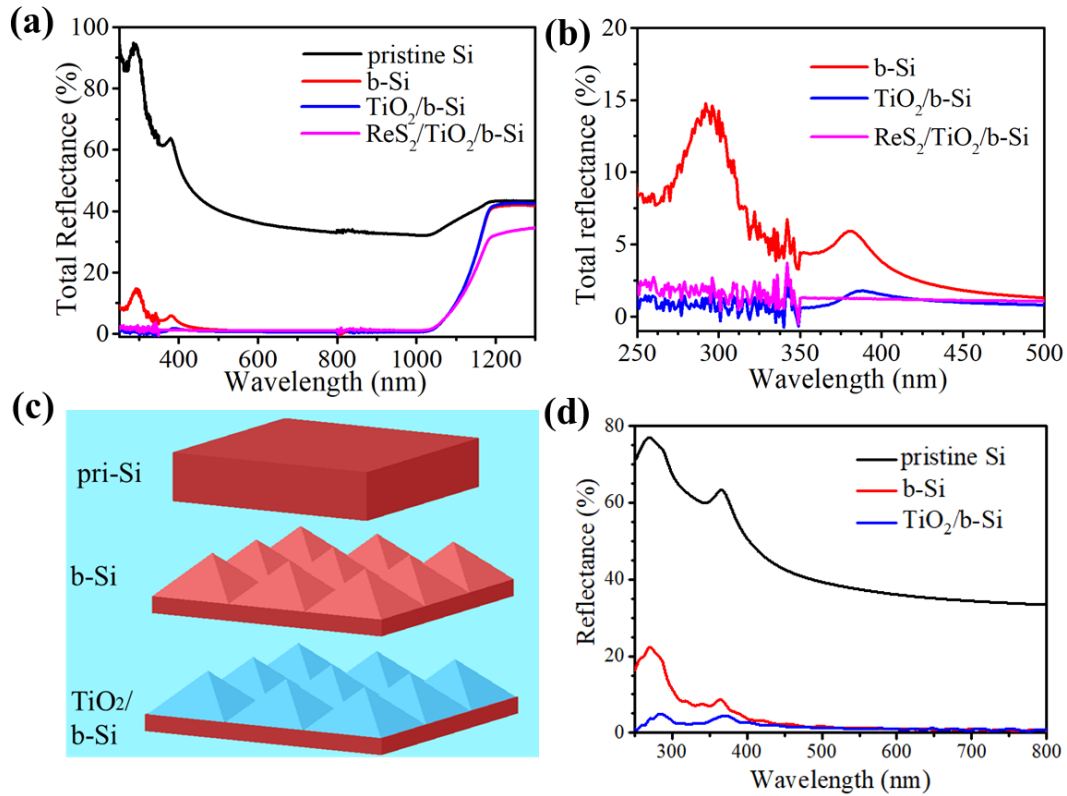 (a)
100
80
60
40
20
0
Total Reflectance (%)
pristine Si
b-Si
TiO2/b-Si
ReS2/TiO2/b-Si
400 600 800 1000 1200
Wavelength (nm)
(b)
20
15
10
5
0
Total reflectance (%)
b-Si
TiO2/b-Si
ReS2/TiO2/b-Si
250 300 350 400 450 500
Wavelength (nm)
(c)
pri-Si
b-Si
TiO2/
b-Si
(d)
80
60
40
20
0
Reflectance (%)
pristine Si
b-Si
TiO2/b-Si
300 400 500 600 700 800
Wavelength (nm)